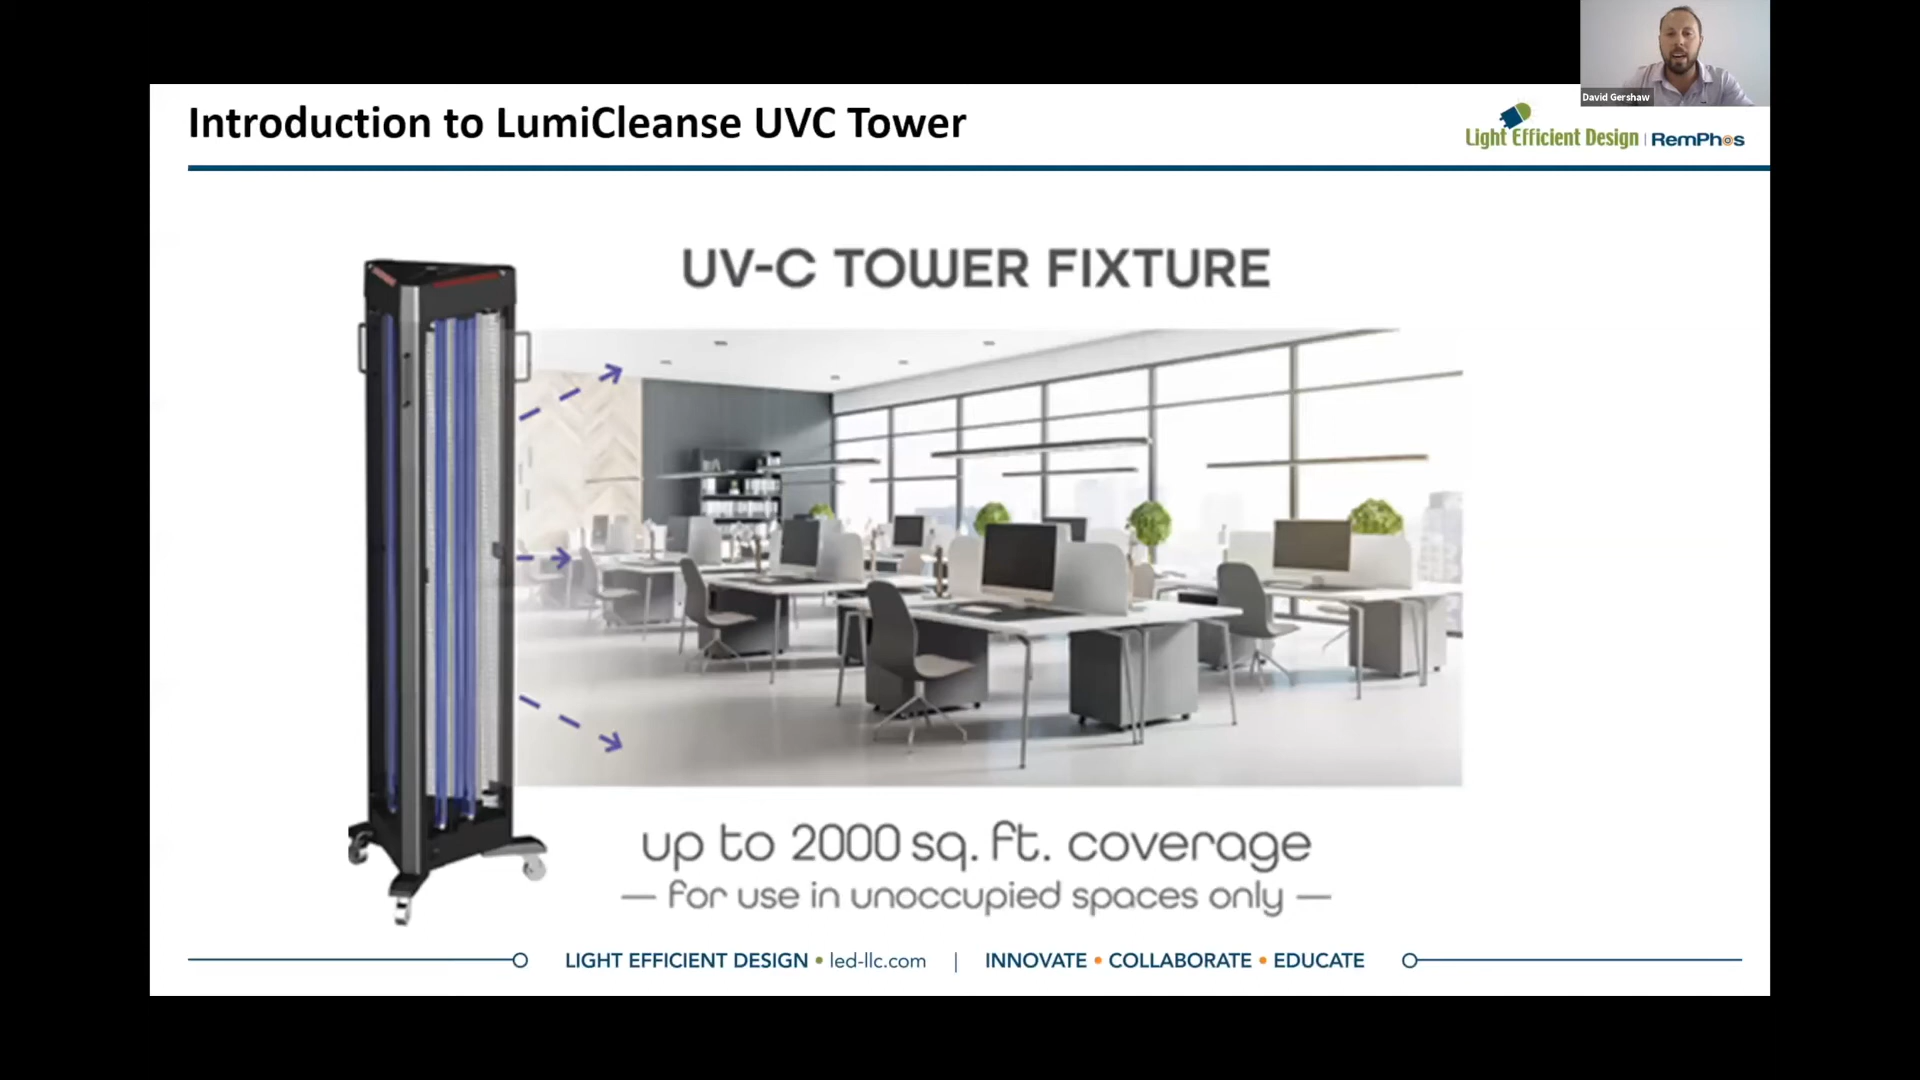 David Gershaw
Introduction to LumiCleanse UVC Tower
Light Efficient Design | RemPhos
UV-C TOWER FIXTURE
up to 2000 sq. ft. coverage
— for use in unoccupied spaces only —
LIGHT EFFICIENT DESIGN • led-llc.com | INNOVATE • COLLABORATE • EDUCATE